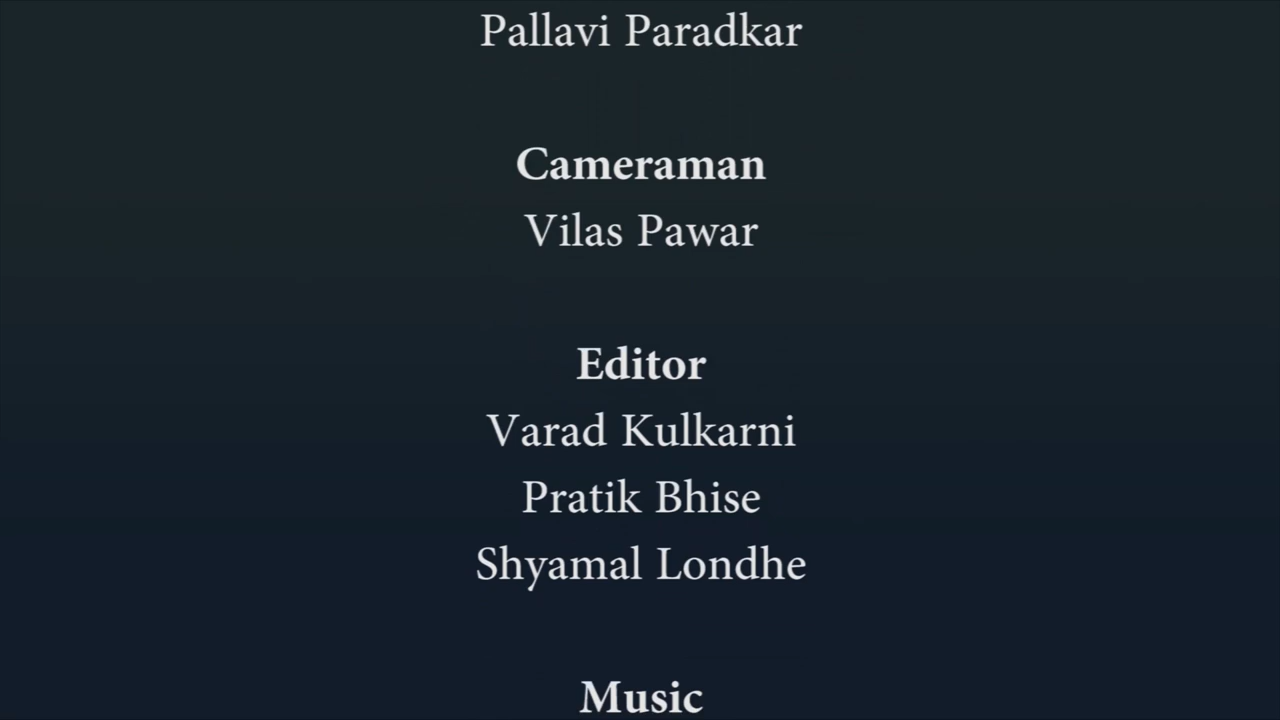 Pallavi Paradkar
Cameraman
Vilas Pawar
Editor
Varad Kulkarni
Pratik Bhise
Shyamal Londhe
Music